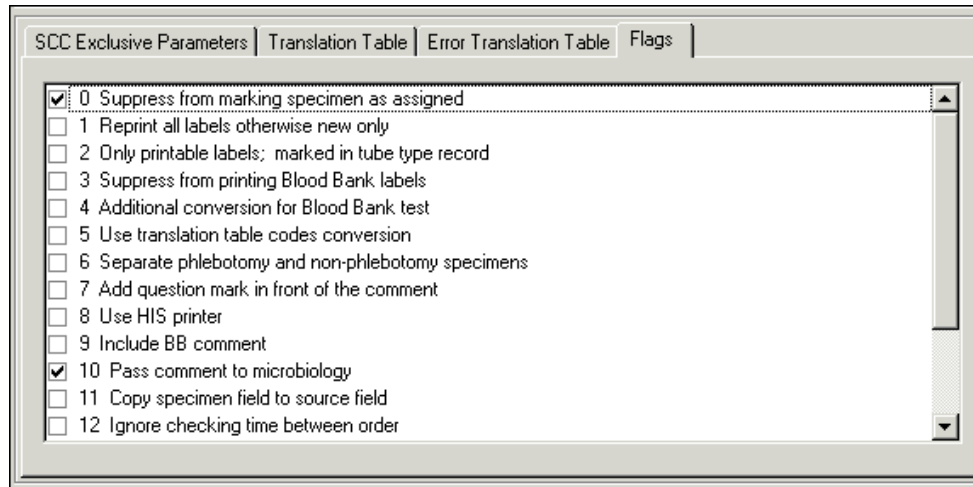 SCC Exclusive Parameters Translation Table Error Translation Table Flags
0 Suppress from marking specimen as assigned
1 Reprint all labels otherwise new only
2 Only printable labels; marked in tube type record
3 Suppress from printing Blood Bank labels
4 Additional conversion for Blood Bank test
5 Use translation table codes conversion
6 Separate phlebotomy and non-phlebotomy specimens
7 Add question mark in front of the comment
8 Use HIS printer
9 Include BB comment
10 Pass comment to microbiology
11 Copy specimen field to source field
12 Ignore checking time between order